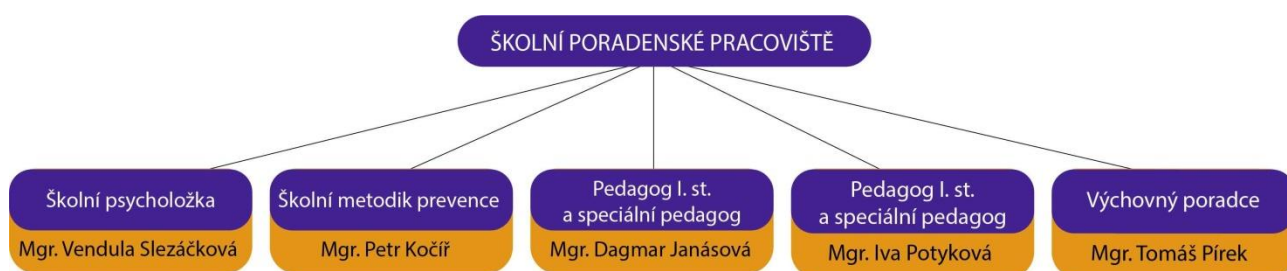 ŠKOLNÍ PORADENSKÉ PRACOVIŠTĚ
Školní psycholožka
Mgr. Vendula Slezáčková
Školní metodik prevence
Mgr. Petr Kočíř
Pedagog I. st.
a speciální pedagog
Mgr. Dagmar Janásová
Pedagog I. st.
a speciální pedagog
Mgr. Iva Potyková
Výchovný poradce
Mgr. Tomáš Pírek